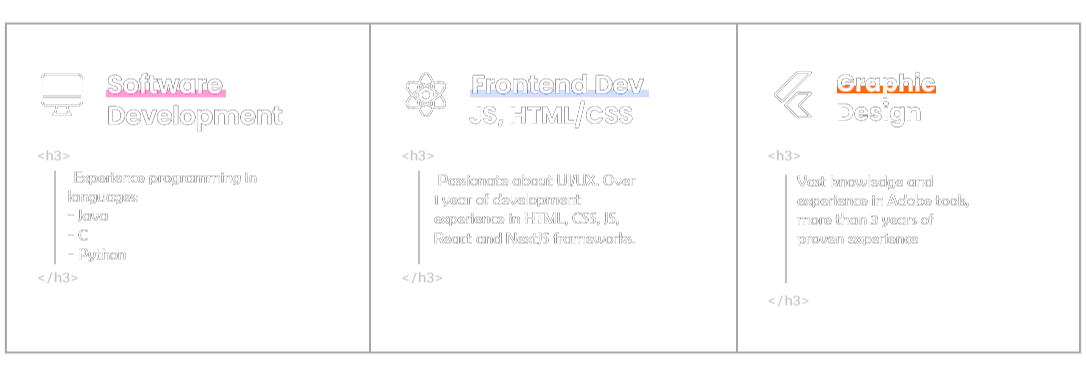 Software
Development
<h3>
Experience programming in
languages:
- Java
- C
- Python
</h3>
Frontend Dev
JS, HTML/CSS
<h3>
Passionate about UI/UX. Over
1 year of development
experience in HTML, CSS, JS,
React and NextJS frameworks.
</h3>
Graphic
Design
<h3>
Vast knowledge and
experience in Adobe tools,
more than 3 years of
proven experience
</h3>